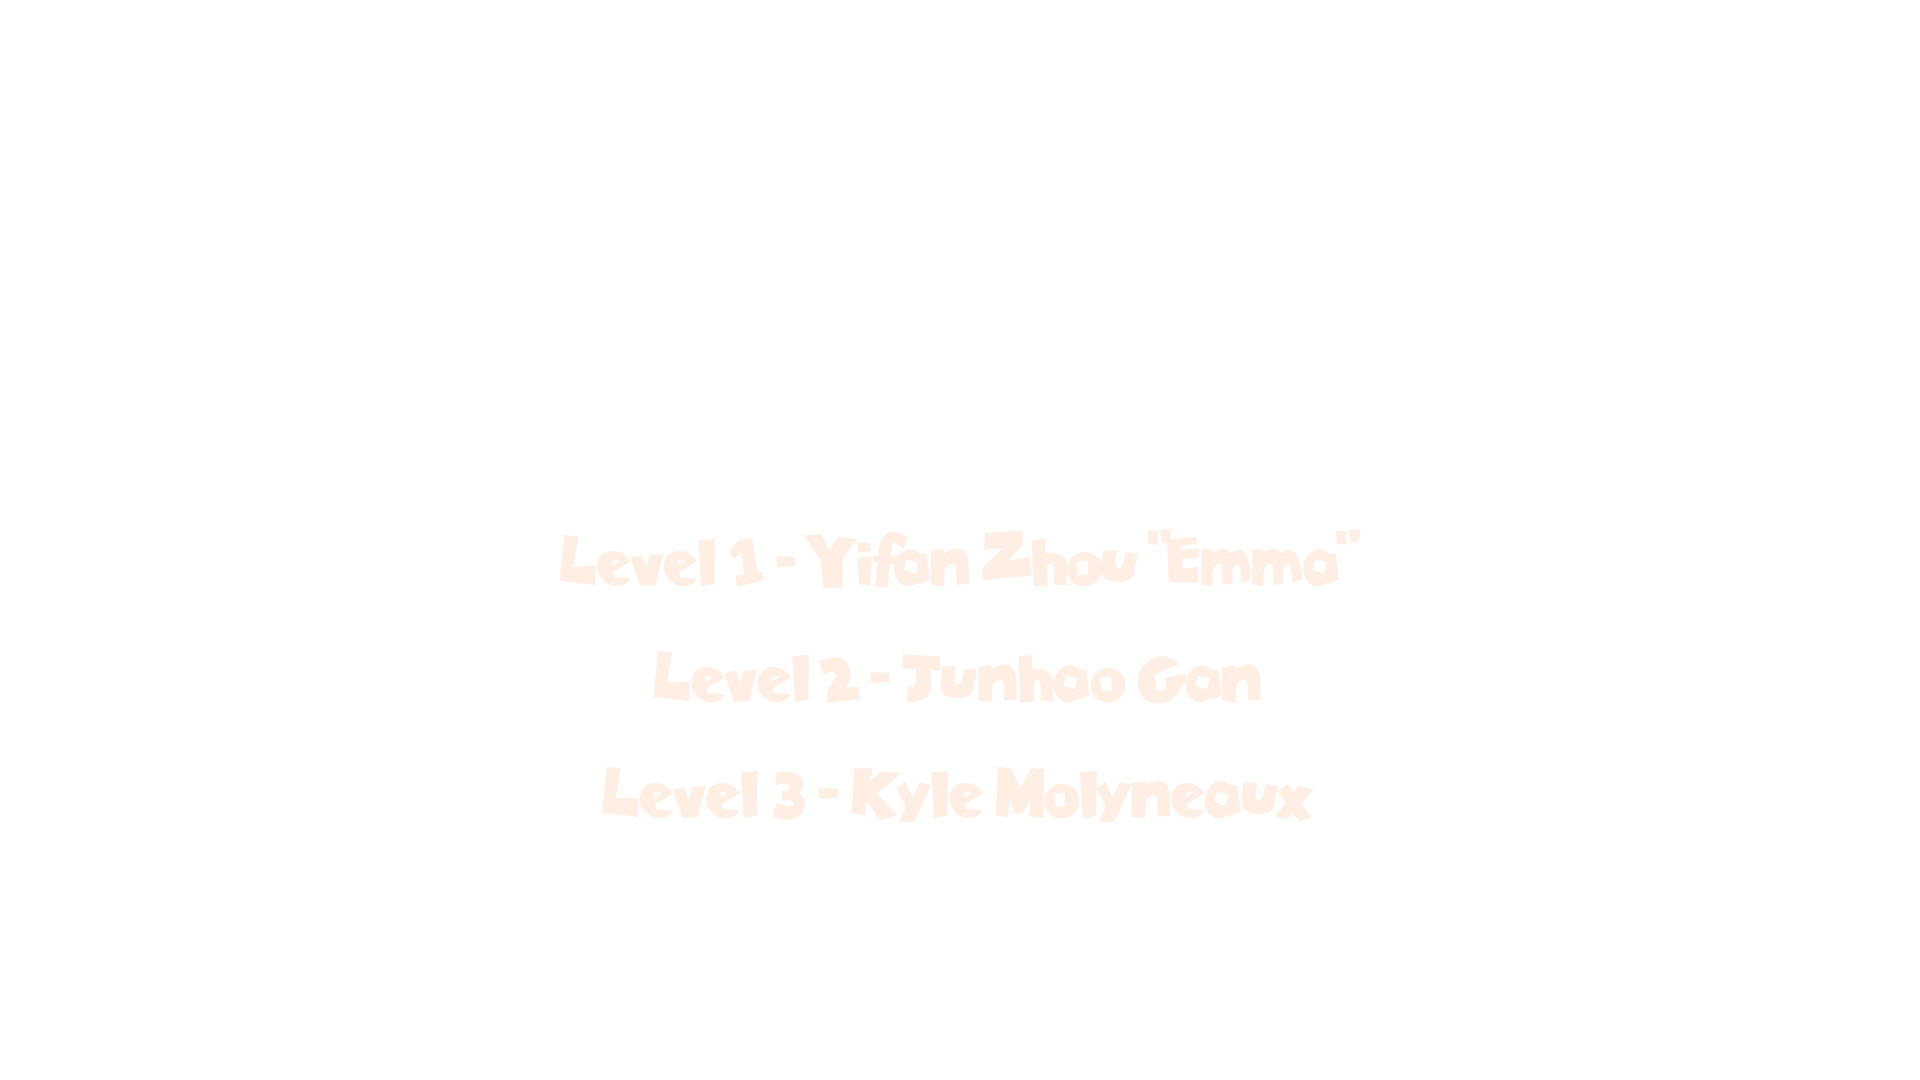 Level 1 - Yifan Zhou "Emma"
Level 2 - Junhao Gan
Level 3 - Kyle Molyneaux